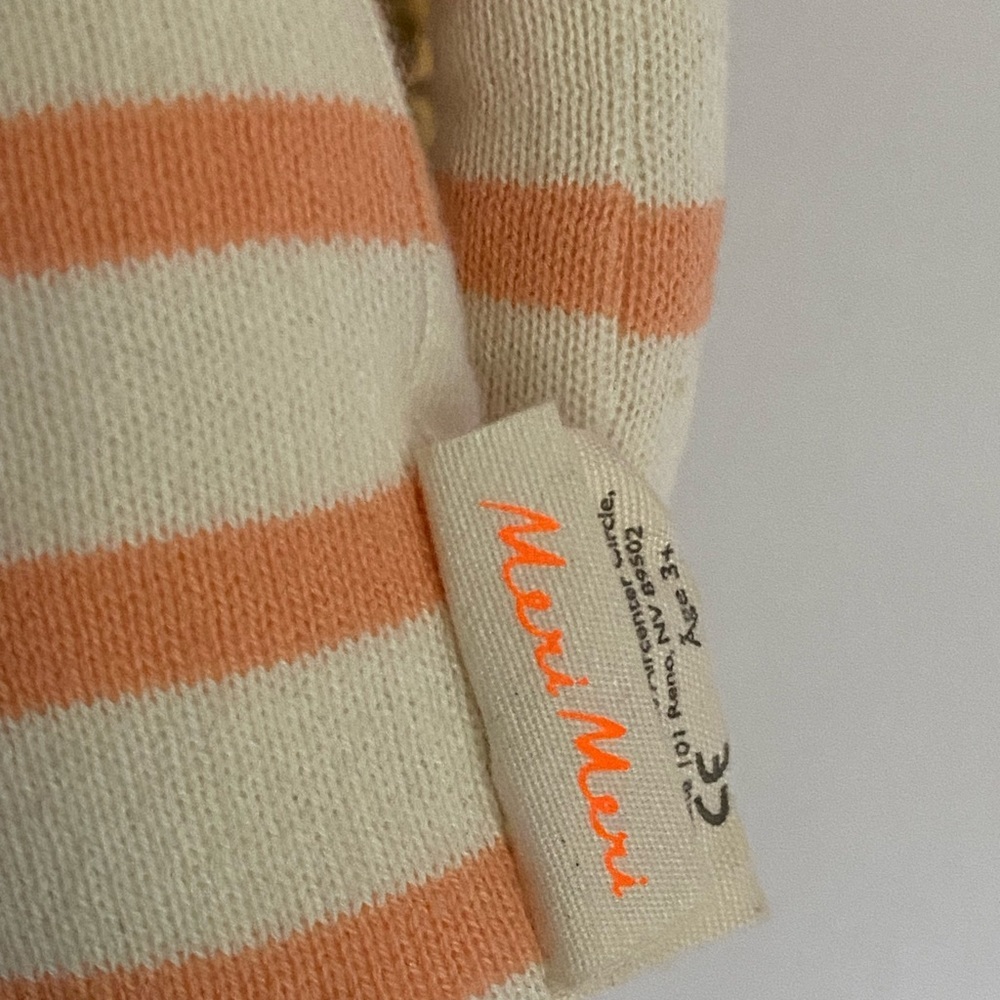 Meri Meri
Circle,
101 Reno, NV 89502
Age 3+
CE